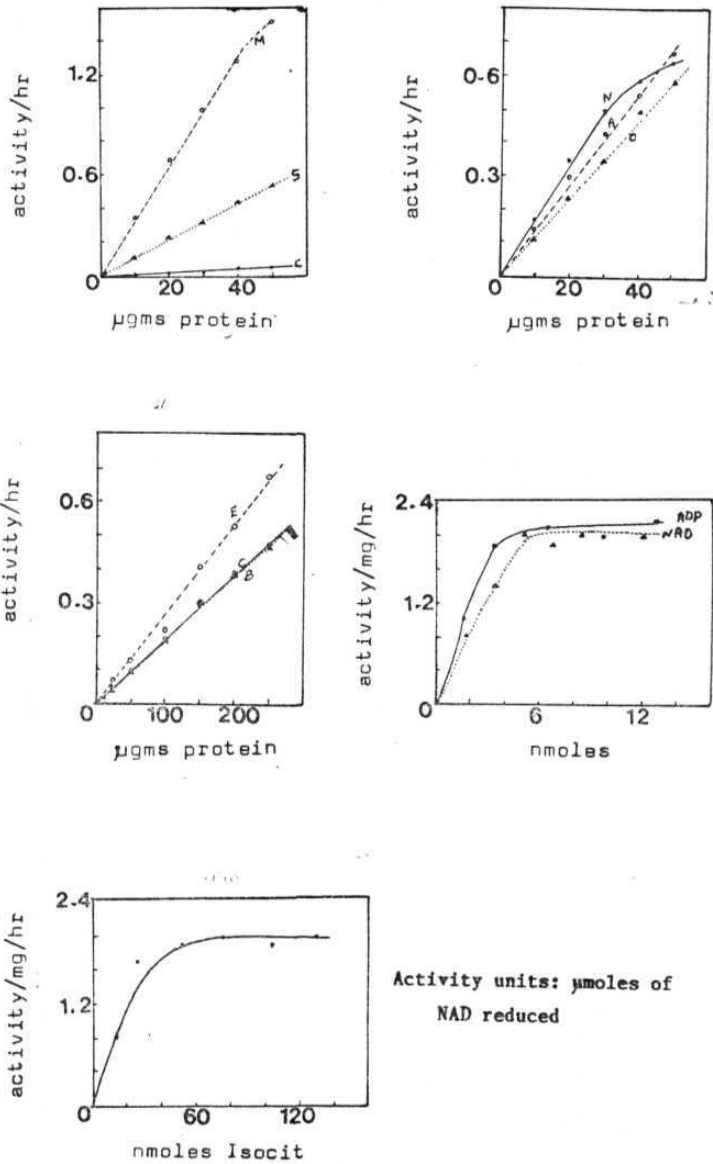 activity/hr
1.2
0.6
0
M
S
C
20
40
µgms protein
activity/hr
0.6
0.3
0
N
A
20
40
µgms protein
activity/hr
0.6
0.3
0
E
C
B
100
200
µgms protein
activity/mg/hr
2.4
1.2
0
ADP
NAD
6
12
nmoles
activity/mg/hr
2.4
1.2
0
60
120
nmoles Isocit
Activity units: µmoles of
NAD reduced